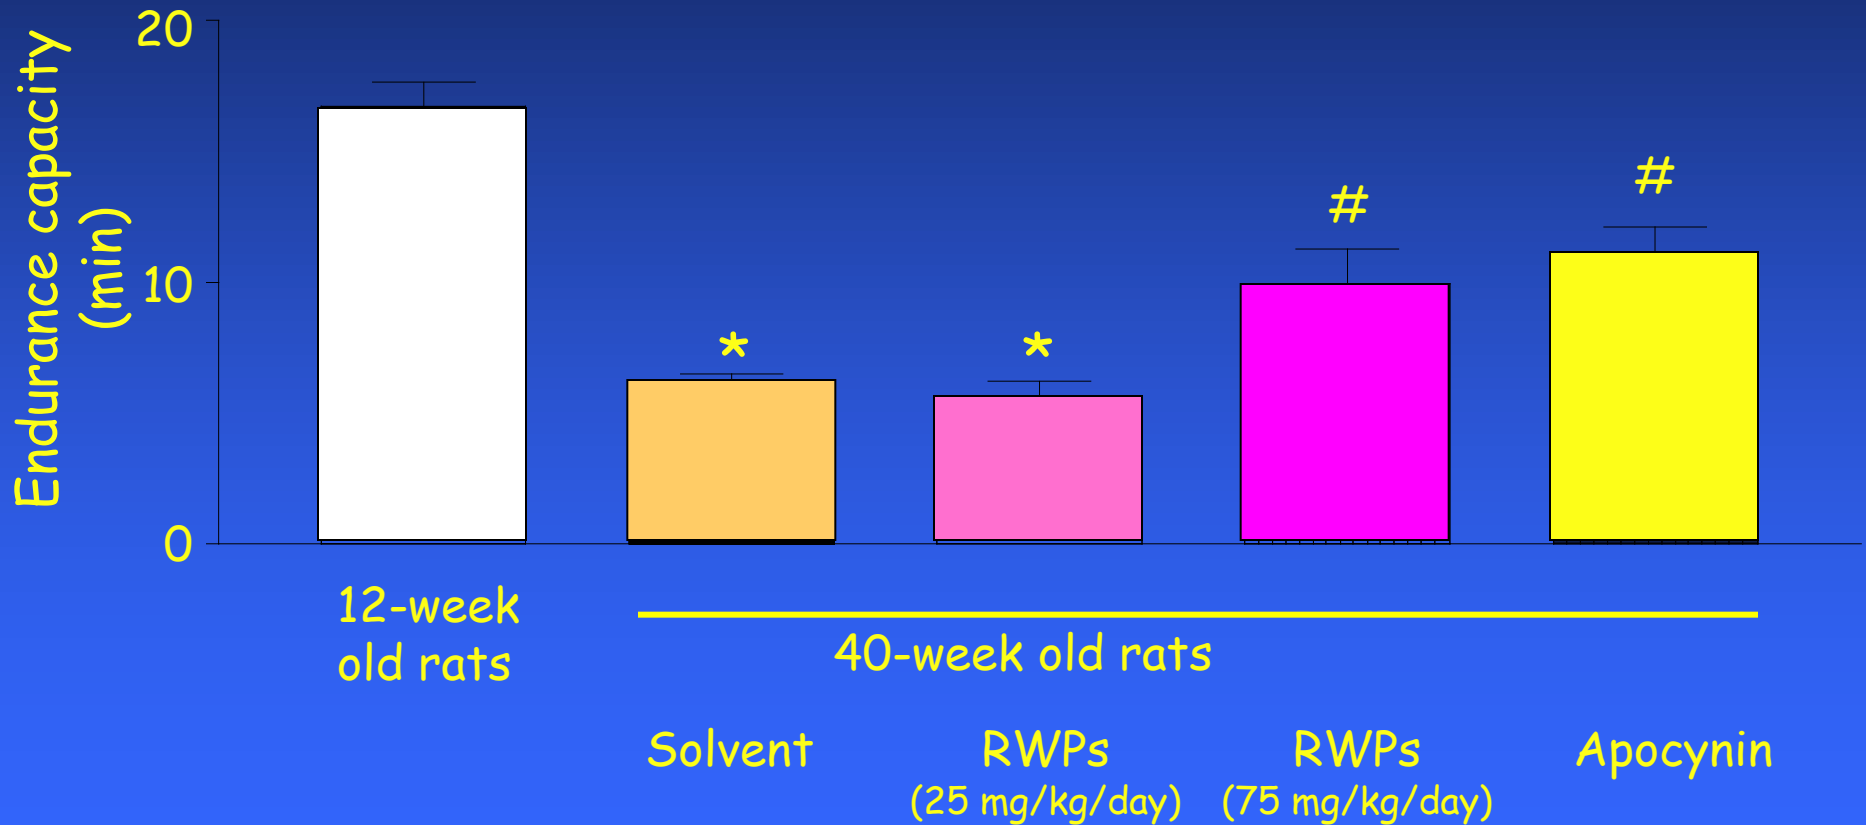 Endurance capacity
(min)
20
10
0
*
*
#
#
12-week
old rats
40-week old rats
Solvent
RWPs
(25 mg/kg/day)
RWPs
(75 mg/kg/day)
Apocynin